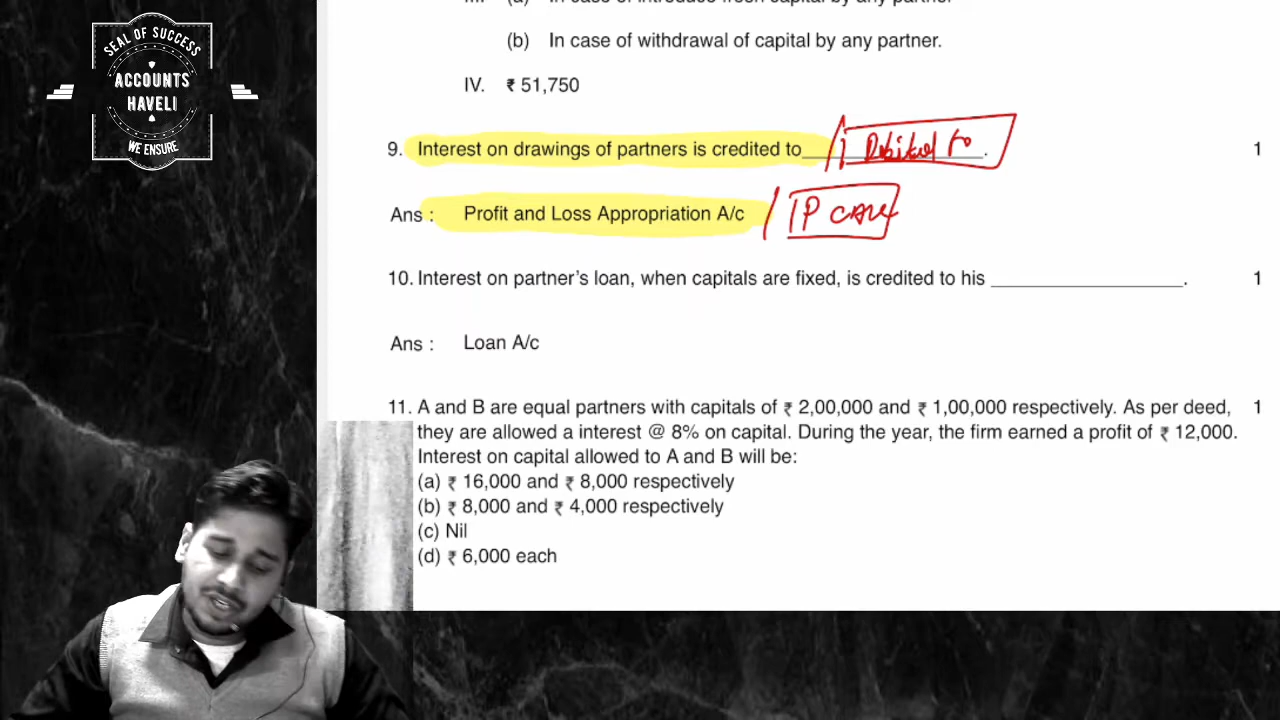 SEAL OF SUCCESS
ACCOUNTS
HAVELI
WE ENSURE
(b) In case of withdrawal of capital by any partner.
IV. ₹ 51,750
9. Interest on drawings of partners is credited to_______________. 1
Debited to
Ans : Profit and Loss Appropriation A/c
10. Interest on partner’s loan, when capitals are fixed, is credited to his _______________. 1
Ans : Loan A/c
11. A and B are equal partners with capitals of ₹ 2,00,000 and ₹ 1,00,000 respectively. As per deed, 1
they are allowed a interest @ 8% on capital. During the year, the firm earned a profit of ₹ 12,000.
Interest on capital allowed to A and B will be:
(a) ₹ 16,000 and ₹ 8,000 respectively
(b) ₹ 8,000 and ₹ 4,000 respectively
(c) Nil
(d) ₹ 6,000 each